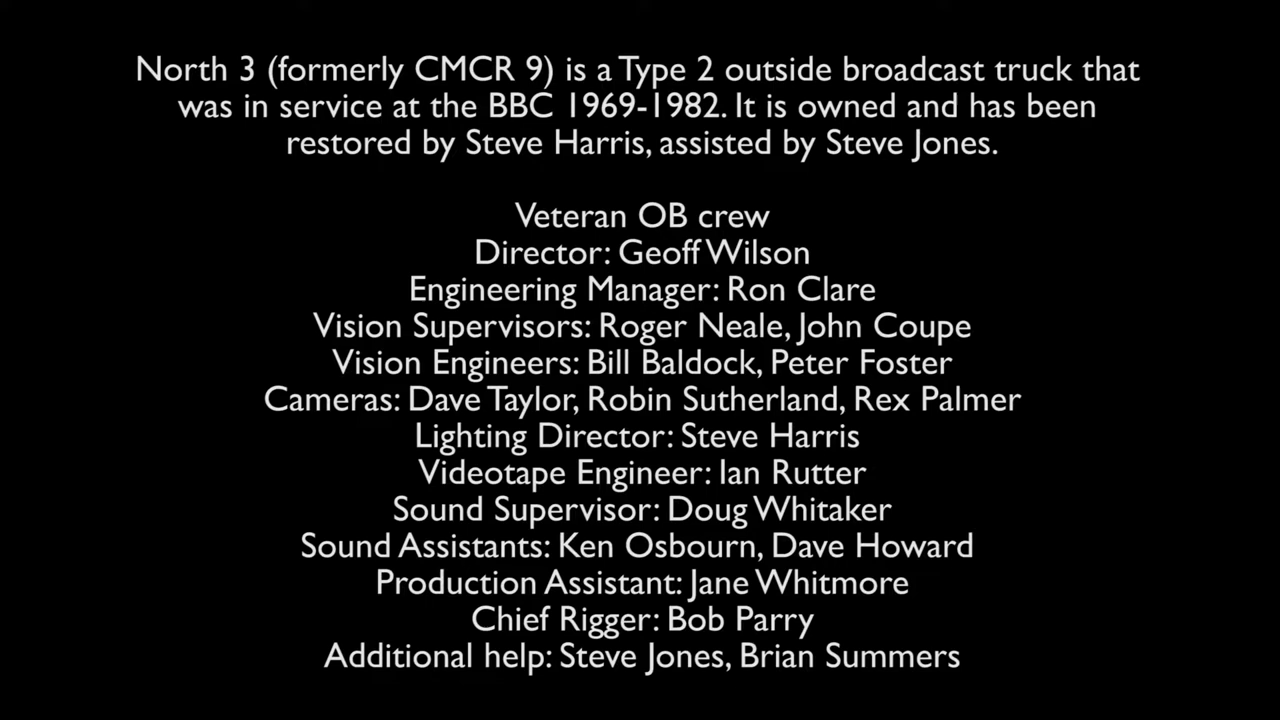 North 3 (formerly CMCR 9) is a Type 2 outside broadcast truck that
was in service at the BBC 1969-1982. It is owned and has been
restored by Steve Harris, assisted by Steve Jones.
Veteran OB crew
Director: Geoff Wilson
Engineering Manager: Ron Clare
Vision Supervisors: Roger Neale, John Coupe
Vision Engineers: Bill Baldock, Peter Foster
Cameras: Dave Taylor, Robin Sutherland, Rex Palmer
Lighting Director: Steve Harris
Videotape Engineer: Ian Rutter
Sound Supervisor: Doug Whitaker
Sound Assistants: Ken Osbourn, Dave Howard
Production Assistant: Jane Whitmore
Chief Rigger: Bob Parry
Additional help: Steve Jones, Brian Summers